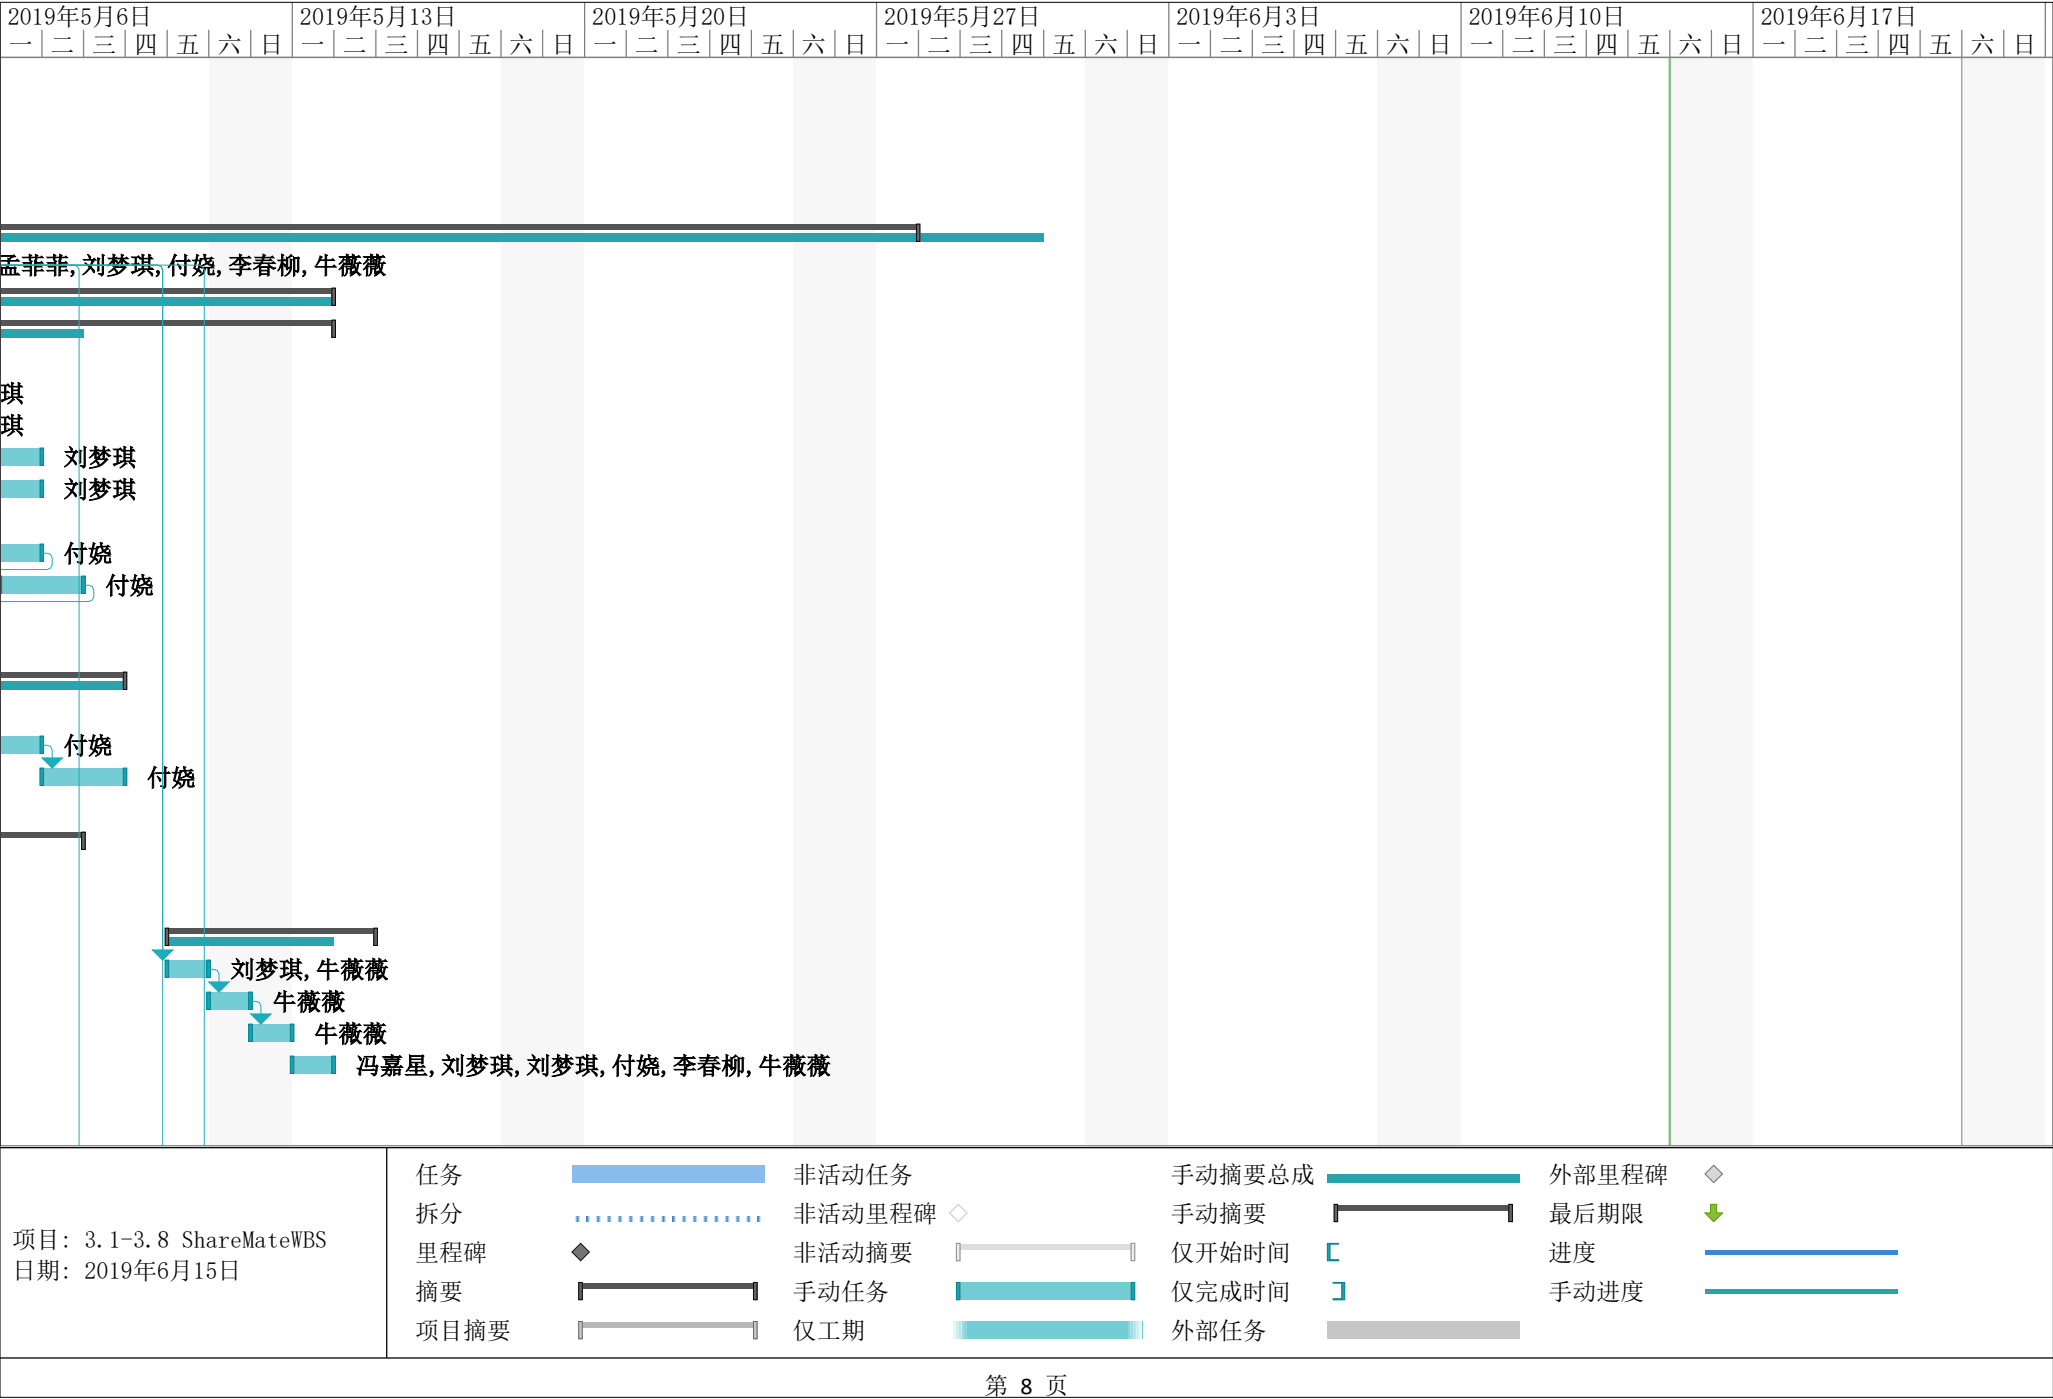 2019年5月6日 2019年5月13日 2019年5月20日 2019年5月27日 2019年6月3日 2019年6月10日 2019年6月17日
一 二 三 四 五 六 日 一 二 三 四 五 六 日 一 二 三 四 五 六 日 一 二 三 四 五 六 日 一 二 三 四 五 六 日 一 二 三 四 五 六 日 一 二 三 四 五 六 日
孟菲菲,刘梦琪,付娆,李春柳,牛薇薇
琪
琪
刘梦琪
刘梦琪
付娆
付娆
付娆
付娆
刘梦琪,牛薇薇
牛薇薇
牛薇薇
冯嘉星,刘梦琪,刘梦琪,付娆,李春柳,牛薇薇
项目: 3.1-3.8 ShareMateWBS
日期: 2019年6月15日
任务 非活动任务 手动摘要总成 外部里程碑
拆分 非活动里程碑 手动摘要 最后期限
里程碑 非活动摘要 仅开始时间 进度
摘要 手动任务 仅完成时间 手动进度
项目摘要 仅工期 外部任务
第 8 页